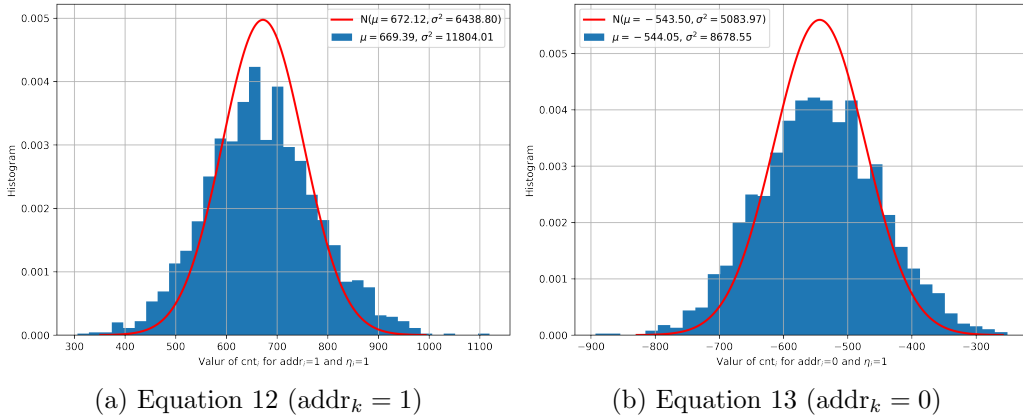 N(μ = 672.12, σ² = 6438.80)
μ = 669.39, σ² = 11804.01
0.005
0.004
0.003
0.002
0.001
0.000
Histogram
300 400 500 600 700 800 900 1000 1100
Valur of cntᵢ for addrᵢ=1 and ηᵢ=1
(a) Equation 12 (addrₖ = 1)
N(μ = −543.50, σ² = 5083.97)
μ = −544.05, σ² = 8678.55
0.005
0.004
0.003
0.002
0.001
0.000
Histogram
−900 −800 −700 −600 −500 −400 −300
Valur of cntᵢ for addrᵢ=0 and ηᵢ=1
(b) Equation 13 (addrₖ = 0)